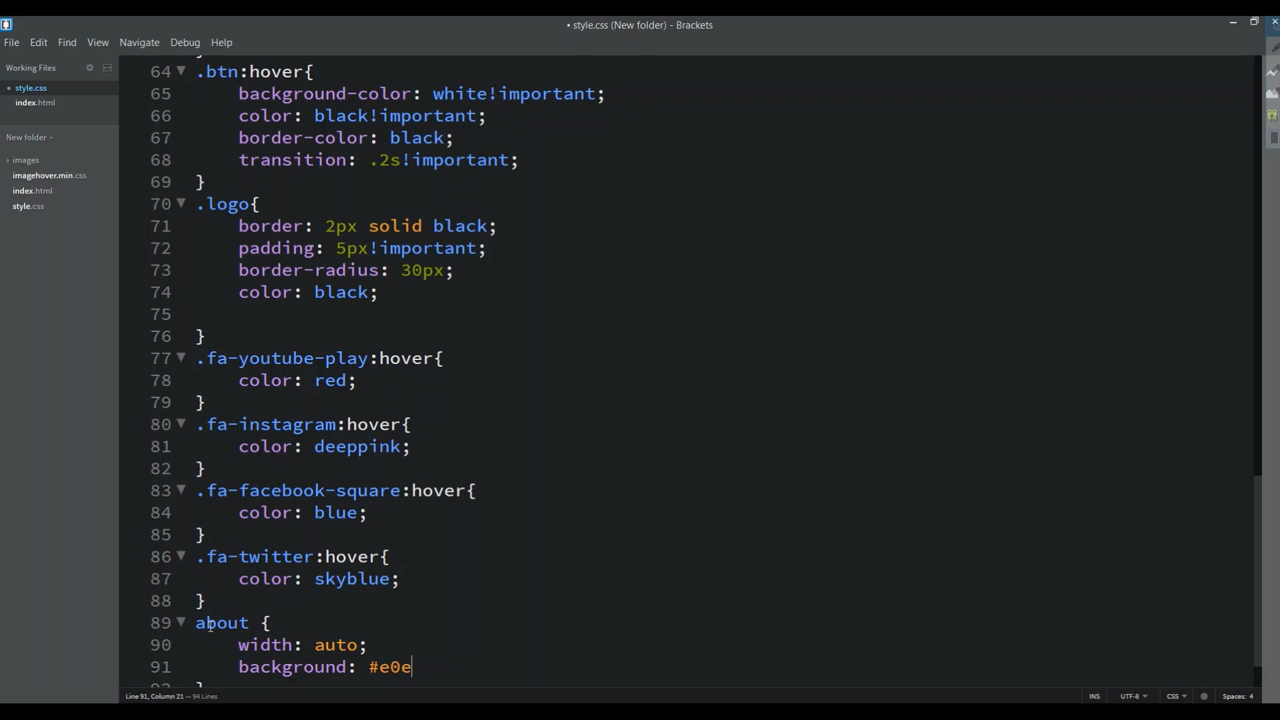 • style.css (New folder) - Brackets
File Edit Find View Navigate Debug Help
Working Files
• style.css
index.html
New folder
images
imagehover.min.css
index.html
style.css
64 .btn:hover{
65 background-color: white!important;
66 color: black!important;
67 border-color: black;
68 transition: .2s!important;
69 }
70 .logo{
71 border: 2px solid black;
72 padding: 5px!important;
73 border-radius: 30px;
74 color: black;
75
76 }
77 .fa-youtube-play:hover{
78 color: red;
79 }
80 .fa-instagram:hover{
81 color: deeppink;
82 }
83 .fa-facebook-square:hover{
84 color: blue;
85 }
86 .fa-twitter:hover{
87 color: skyblue;
88 }
89 about {
90 width: auto;
91 background: #e0e
Line 91, Column 21 — 94 Lines
INS UTF-8 CSS Spaces: 4